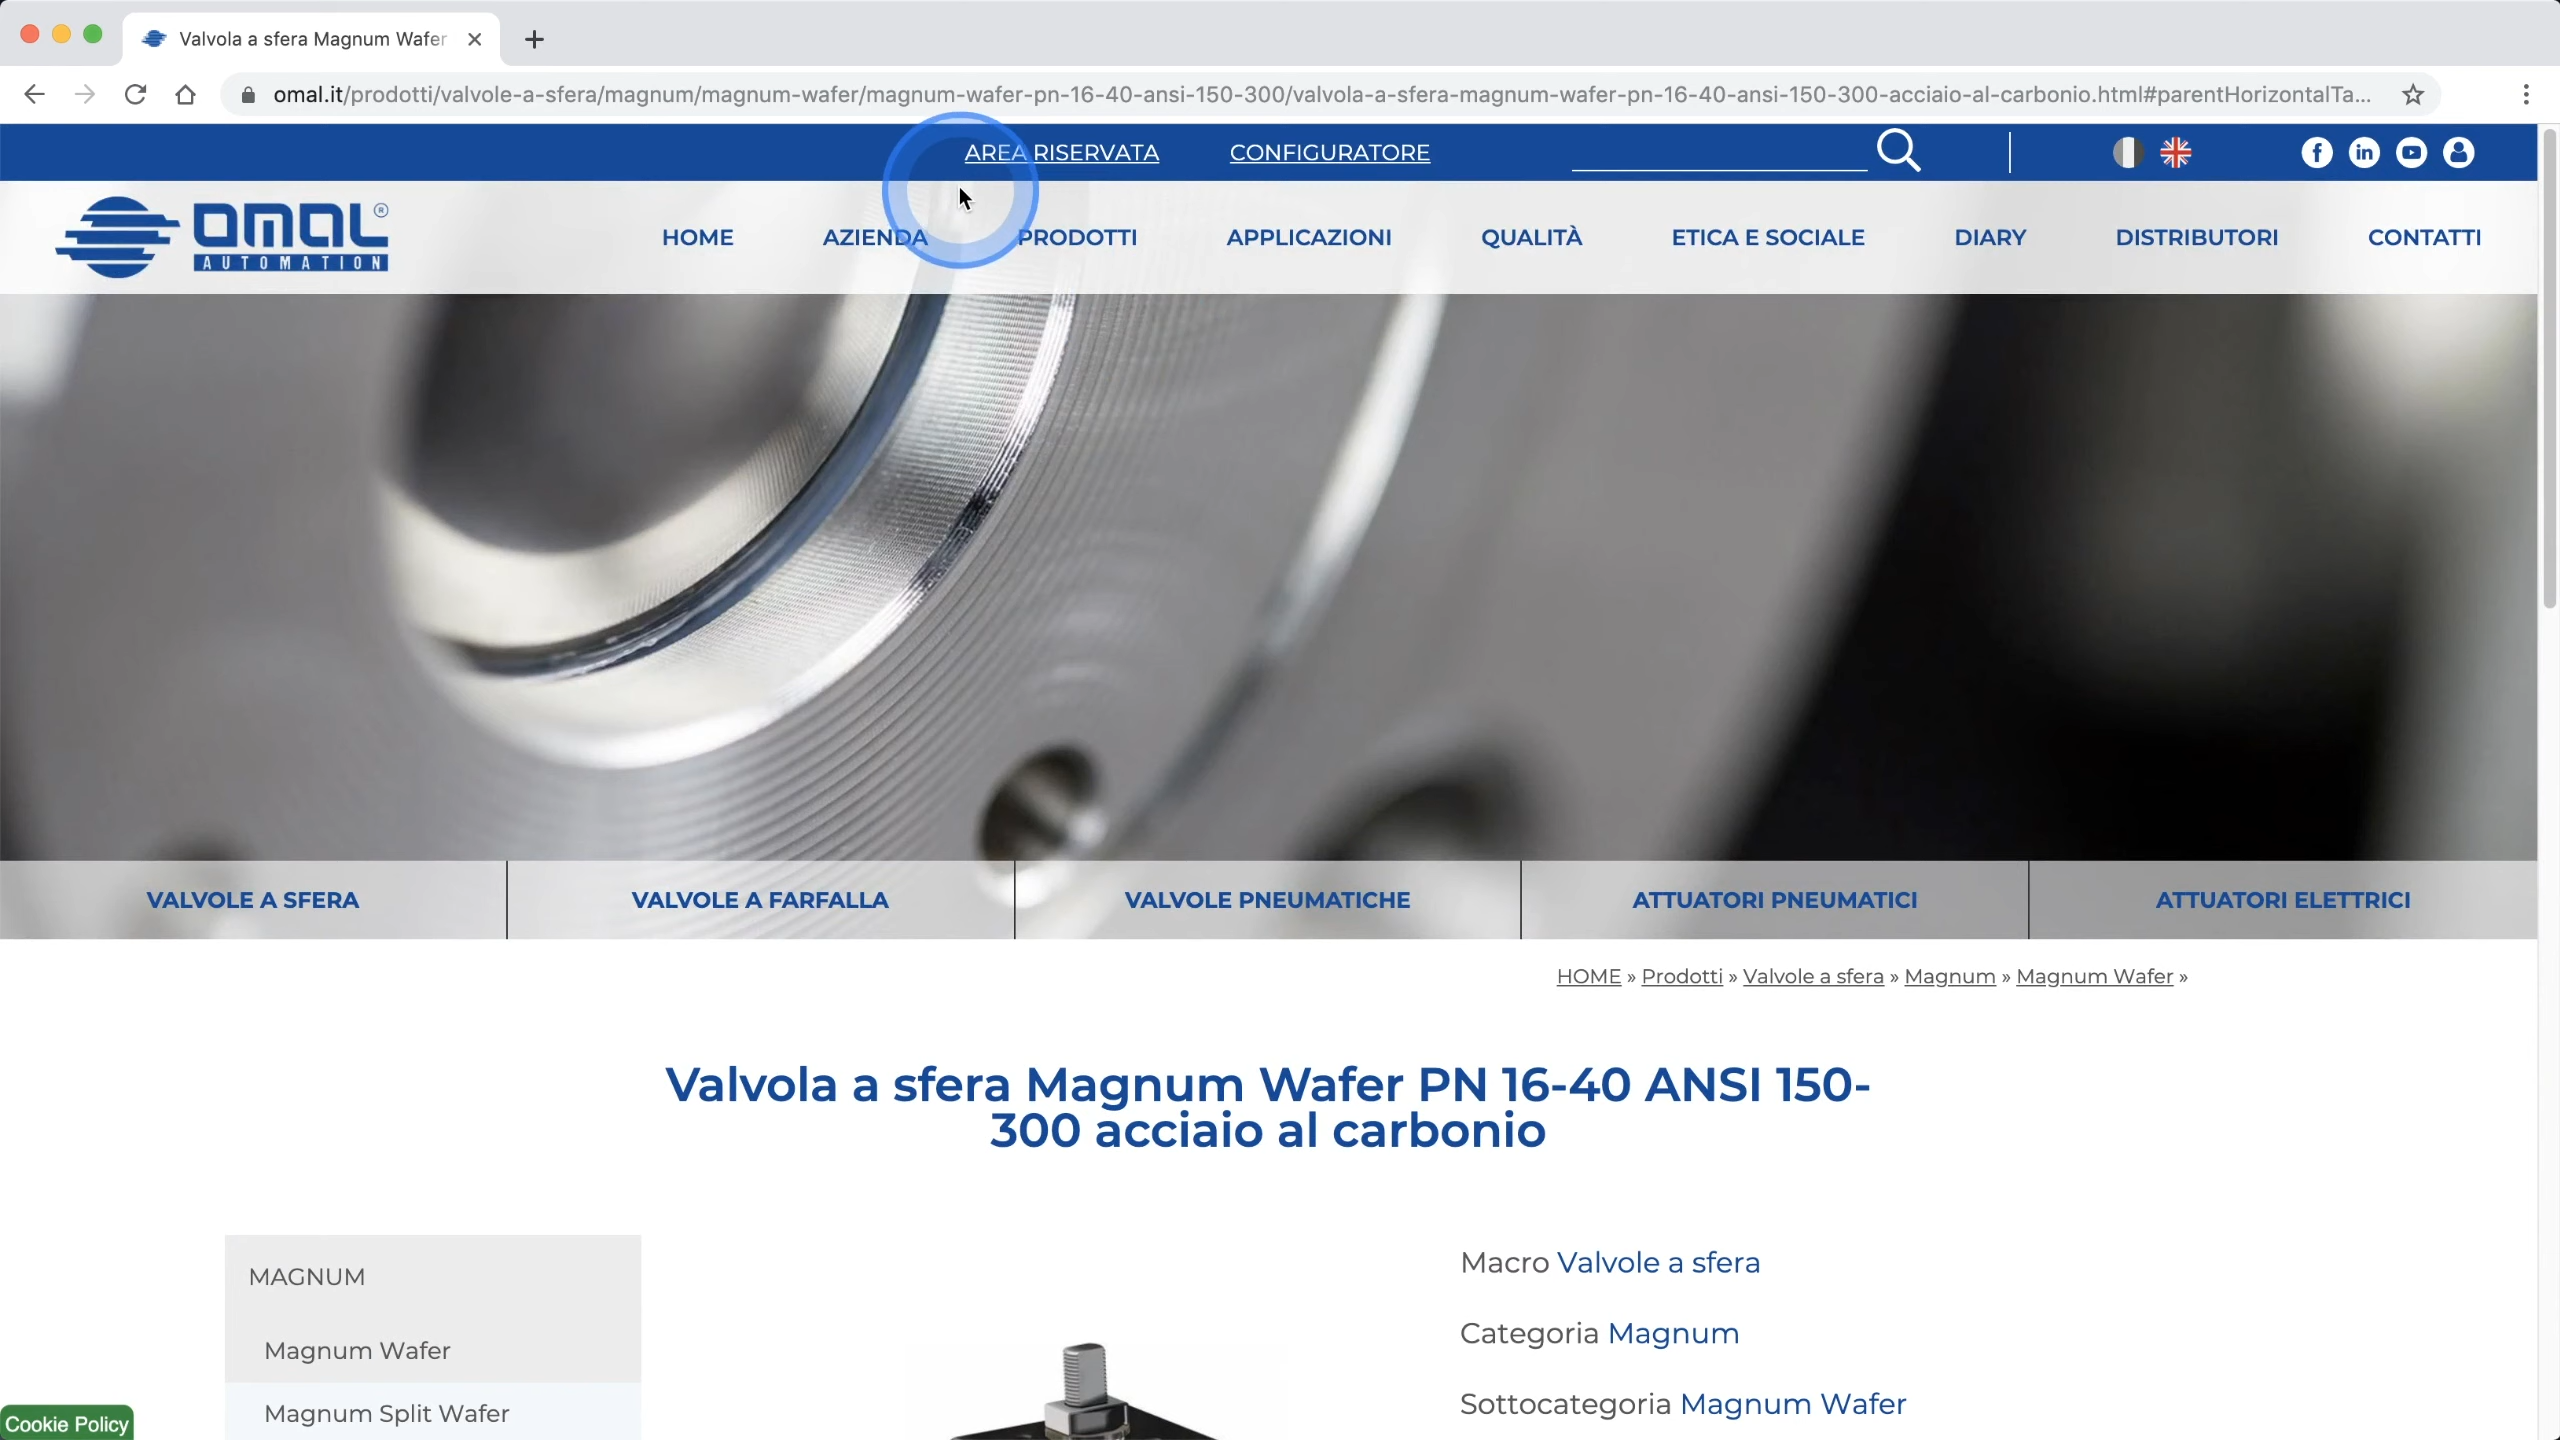 Valvola a sfera Magnum Wafer
omal.it/prodotti/valvole-a-sfera/magnum/magnum-wafer/magnum-wafer-pn-16-40-ansi-150-300/valvola-a-sfera-magnum-wafer-pn-16-40-ansi-150-300-acciaio-al-carbonio.html#parentHorizontalTa...
AREA RISERVATA CONFIGURATORE
OMAL ®
AUTOMATION
HOME AZIENDA PRODOTTI APPLICAZIONI QUALITÀ ETICA E SOCIALE DIARY DISTRIBUTORI CONTATTI
VALVOLE A SFERA VALVOLE A FARFALLA VALVOLE PNEUMATICHE ATTUATORI PNEUMATICI ATTUATORI ELETTRICI
HOME » Prodotti » Valvole a sfera » Magnum » Magnum Wafer »
Valvola a sfera Magnum Wafer PN 16-40 ANSI 150-
300 acciaio al carbonio
MAGNUM
Magnum Wafer
Magnum Split Wafer
Macro Valvole a sfera
Categoria Magnum
Sottocategoria Magnum Wafer
Cookie Policy